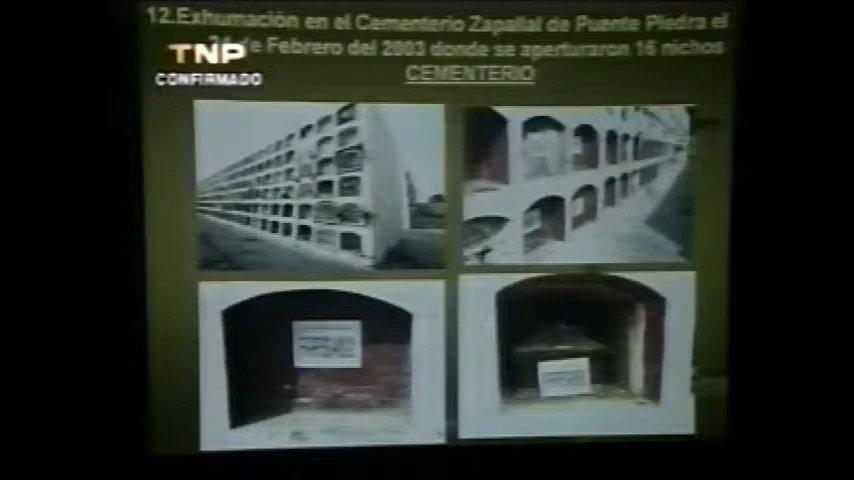 12.Exhumación en el Cementerio Zapallal de Puente Piedra el
de Febrero del 2003 donde se aperturaron 16 nichos
CEMENTERIO
TNP
CONFIRMADO